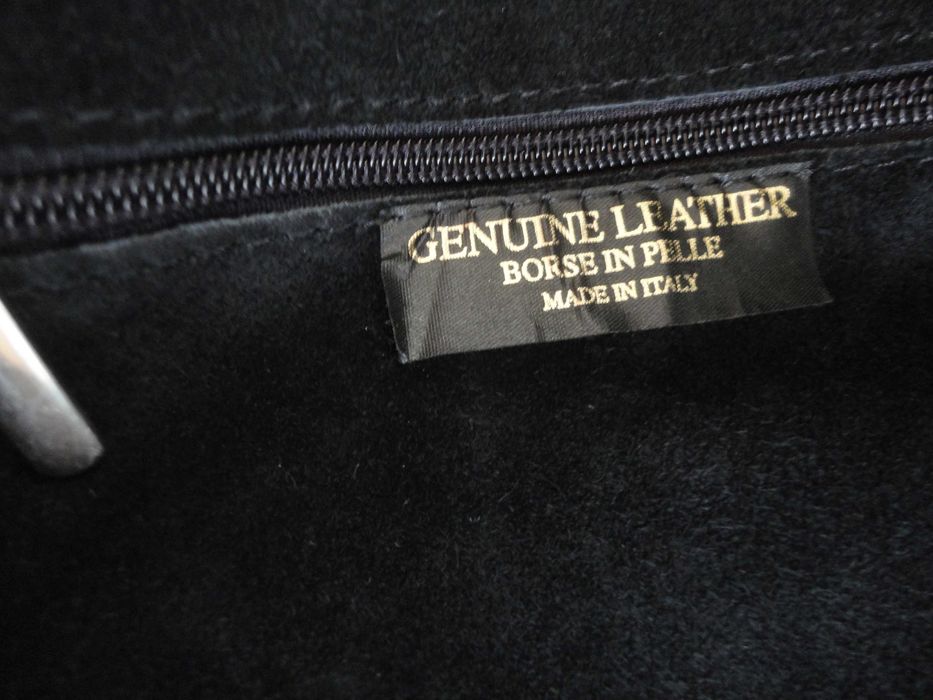 GENUINE LEATHER
BORSE IN PELLE
MADE IN ITALY